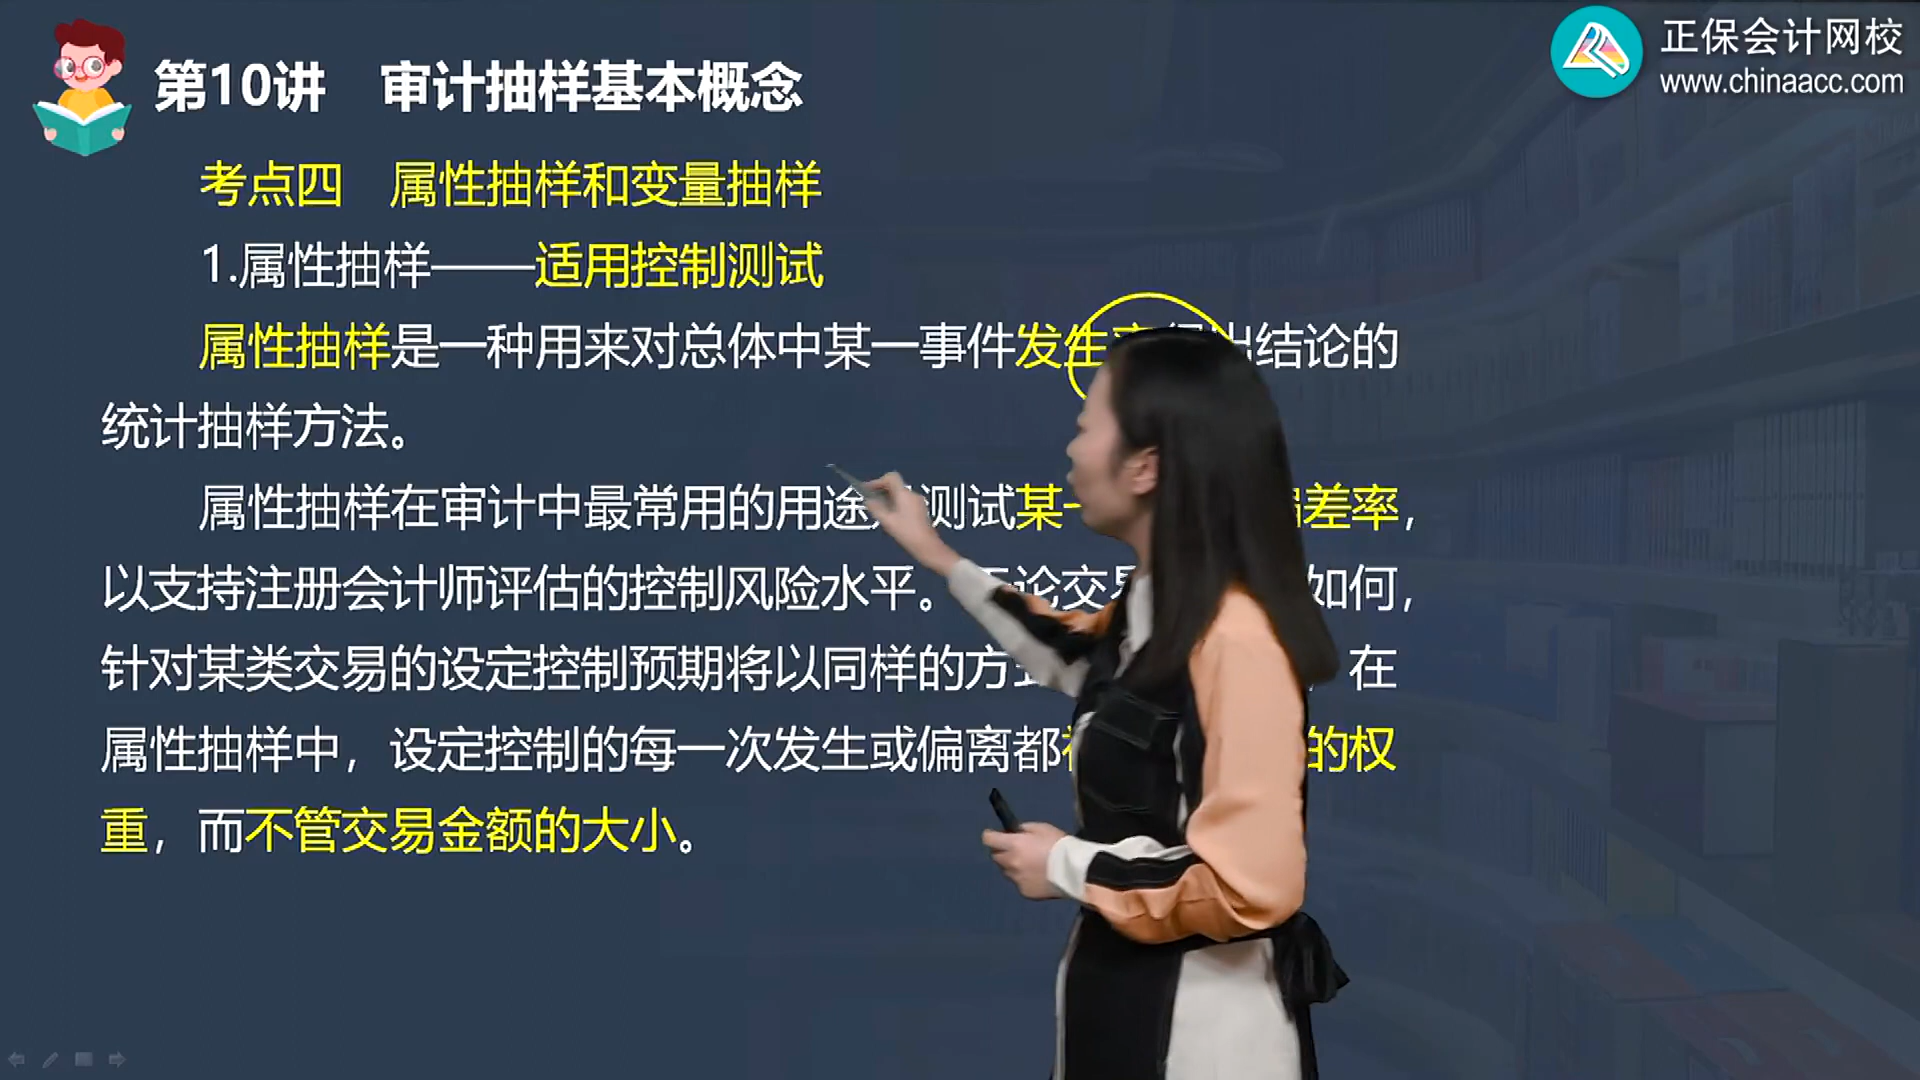 正保会计网校
www.chinaacc.com
第10讲 审计抽样基本概念
考点四 属性抽样和变量抽样
1.属性抽样——适用控制测试
属性抽样是一种用来对总体中某一事件发生 出结论的
统计抽样方法。
属性抽样在审计中最常用的用途 测试某一 偏差率，
以支持注册会计师评估的控制风险水平。 论交易 如何，
针对某类交易的设定控制预期将以同样的方式 在
属性抽样中，设定控制的每一次发生或偏离都 的权
重，而不管交易金额的大小。